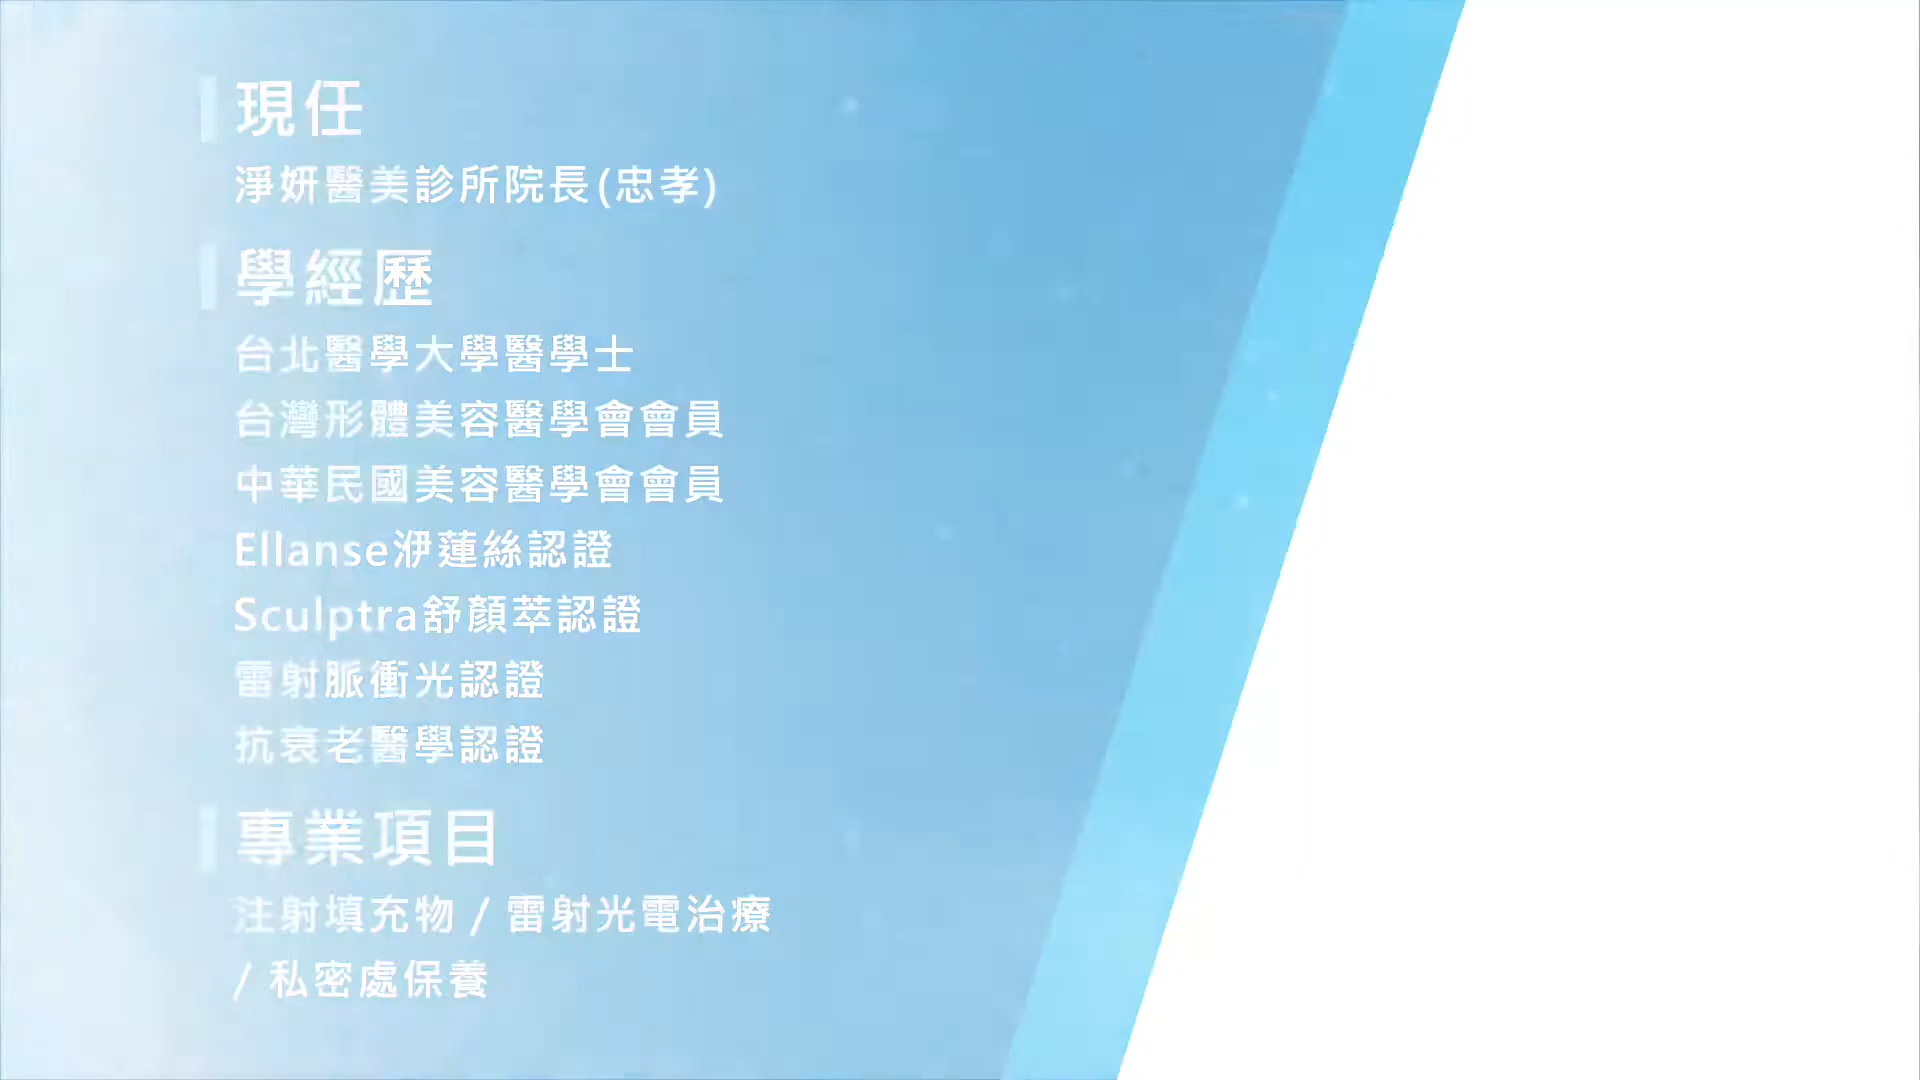 現任
淨妍醫美診所院長(忠孝)
學經歷
台北醫學大學醫學士
台灣形體美容醫學會會員
中華民國美容醫學會會員
Ellanse洢蓮絲認證
Sculptra舒顏萃認證
雷射脈衝光認證
抗衰老醫學認證
專業項目
注射填充物 / 雷射光電治療
/ 私密處保養